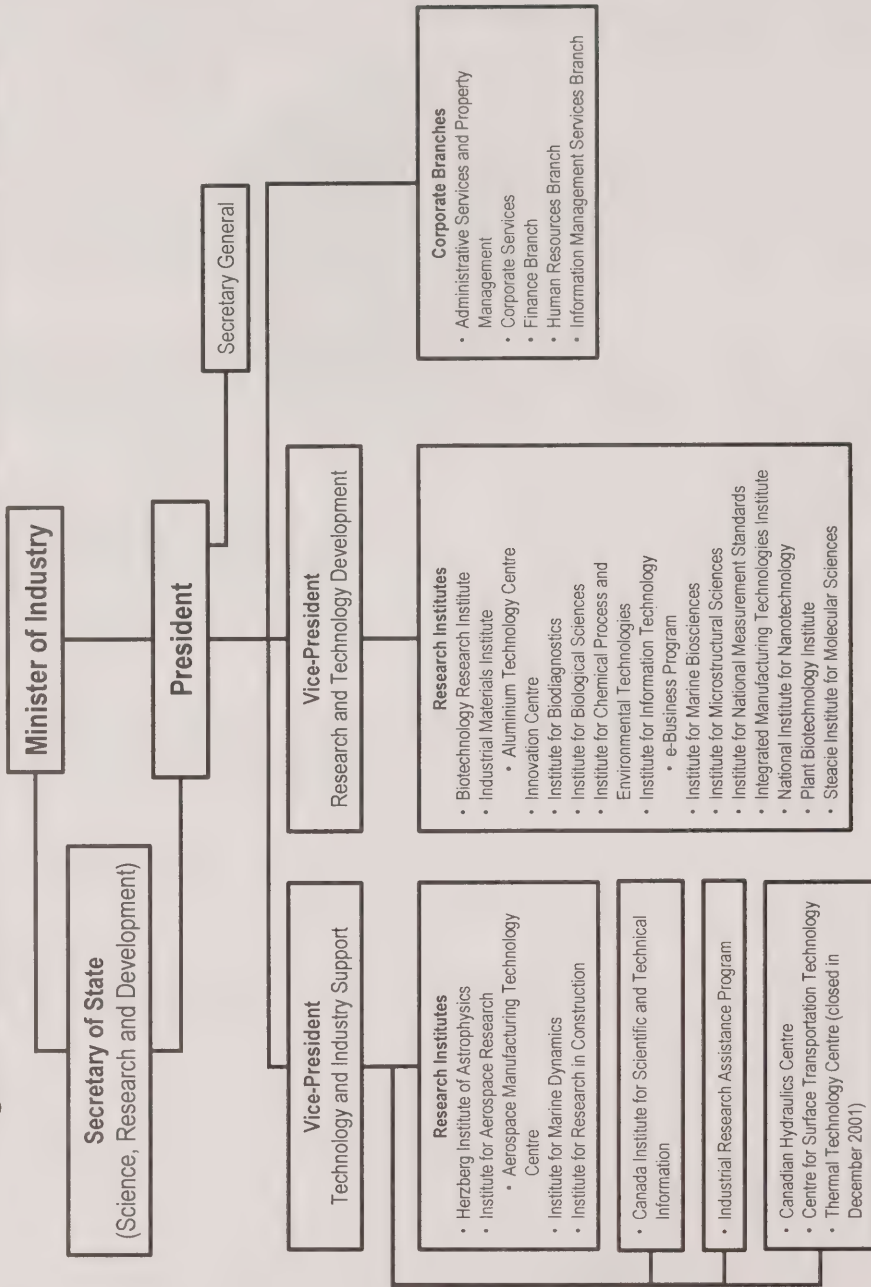 Minister of Industry
Secretary of State
(Science, Research and Development)
President
Secretary General
Vice-President
Technology and Industry Support
Vice-President
Research and Technology Development
Research Institutes
• Herzberg Institute of Astrophysics
• Institute for Aerospace Research
• Aerospace Manufacturing Technology
Centre
• Institute for Marine Dynamics
• Institute for Research in Construction
• Canada Institute for Scientific and Technical
Information
• Industrial Research Assistance Program
• Canadian Hydraulics Centre
• Centre for Surface Transportation Technology
• Thermal Technology Centre (closed in
December 2001)
Research Institutes
• Biotechnology Research Institute
• Industrial Materials Institute
• Aluminium Technology Centre
• Innovation Centre
• Institute for Biodiagnostics
• Institute for Biological Sciences
• Institute for Chemical Process and
Environmental Technologies
• Institute for Information Technology
• e-Business Program
• Institute for Marine Biosciences
• Institute for Microstructural Sciences
• Institute for National Measurement Standards
• Integrated Manufacturing Technologies Institute
• National Institute for Nanotechnology
• Plant Biotechnology Institute
• Steacie Institute for Molecular Sciences
Corporate Branches
• Administrative Services and Property
Management
• Corporate Services
• Finance Branch
• Human Resources Branch
• Information Management Services Branch